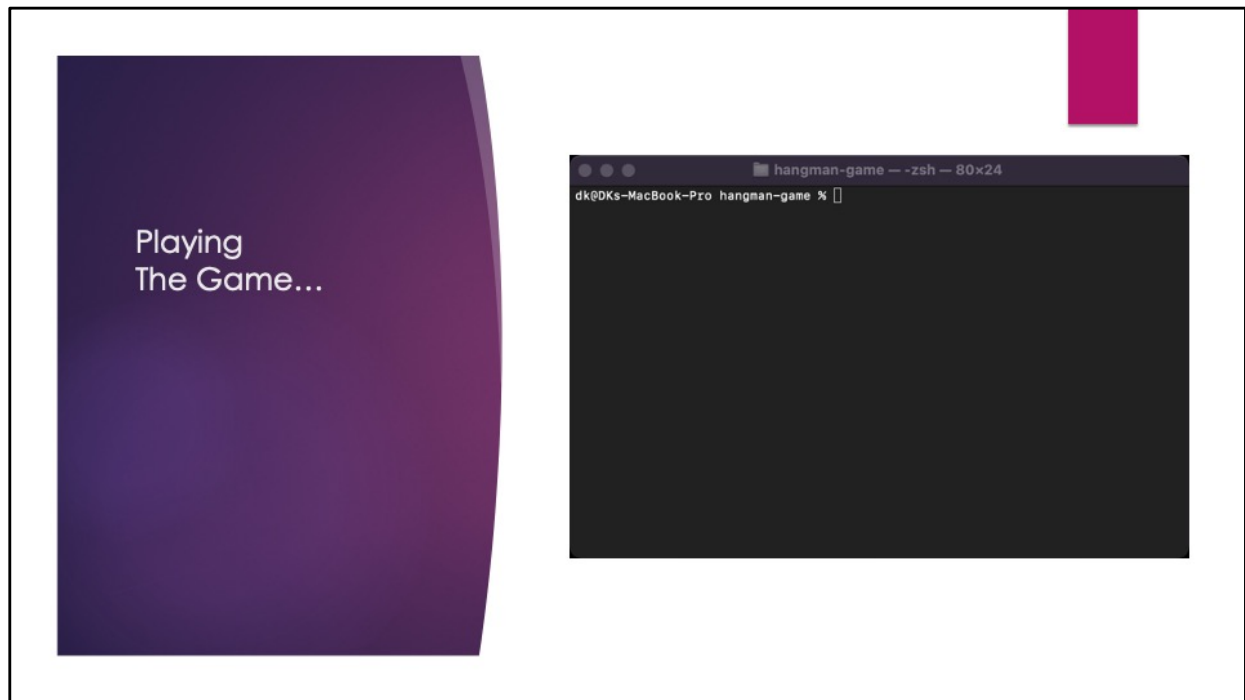 Playing
The Game...
hangman-game — -zsh — 80×24
dk@DKs-MacBook-Pro hangman-game %